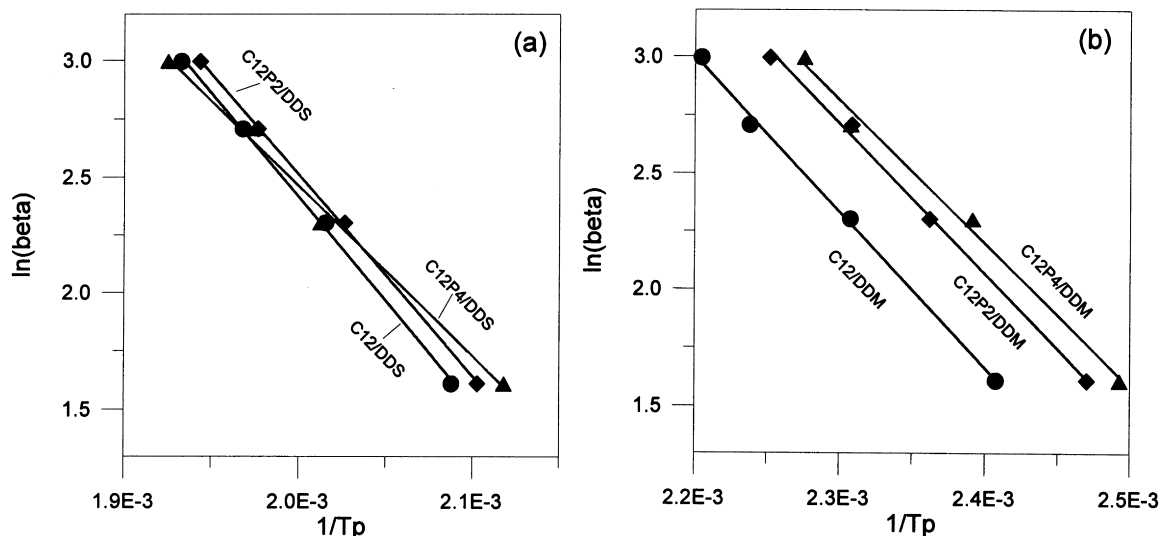 (a)
3.0
2.5
2.0
1.5
ln(beta)
C12P2/DDS
C12P4/DDS
C12/DDS
1.9E-3
2.0E-3
2.1E-3
1/Tp
(b)
3.0
2.5
2.0
1.5
ln(beta)
C12/DDM
C12P2/DDM
C12P4/DDM
2.2E-3
2.3E-3
2.4E-3
2.5E-3
1/Tp